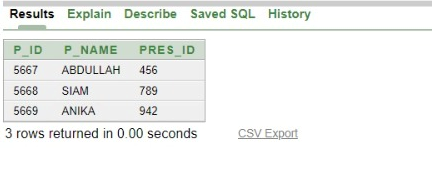 Results Explain Describe Saved SQL History
P_ID P_NAME PRES_ID
5667 ABDULLAH 456
5668 SIAM 789
5669 ANIKA 942
3 rows returned in 0.00 seconds CSV Export